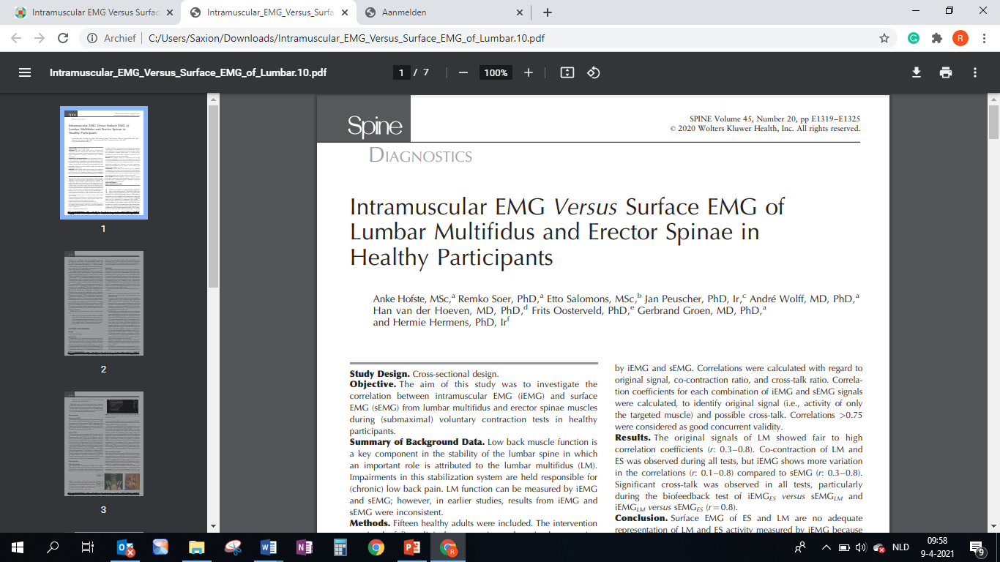 Intramuscular EMG Versus Surfac
Intramuscular_EMG_Versus_Surfa
Aanmelden
Archief
C:/Users/Saxion/Downloads/Intramuscular_EMG_Versus_Surface_EMG_of_Lumbar.10.pdf
R
Intramuscular_EMG_Versus_Surface_EMG_of_Lumbar.10.pdf
1 / 7
100%
1
2
3
Spine
SPINE Volume 45, Number 20, pp E1319–E1325
© 2020 Wolters Kluwer Health, Inc. All rights reserved.
DIAGNOSTICS
Intramuscular EMG Versus Surface EMG of
Lumbar Multifidus and Erector Spinae in
Healthy Participants
Anke Hofste, MSc,a Remko Soer, PhD,a Etto Salomons, MSc,b Jan Peuscher, PhD, Ir,c André Wolff, MD, PhD,a
Han van der Hoeven, MD, PhD,d Frits Oosterveld, PhD,e Gerbrand Groen, MD, PhD,a
and Hermie Hermens, PhD, Irf
Study Design. Cross-sectional design.
Objective. The aim of this study was to investigate the
correlation between intramuscular EMG (iEMG) and surface
EMG (sEMG) from lumbar multifidus and erector spinae muscles
during (submaximal) voluntary contraction tests in healthy
participants.
Summary of Background Data. Low back muscle function is
a key component in the stability of the lumbar spine in which
an important role is attributed to the lumbar multifidus (LM).
Impairments in this stabilization system are held responsible for
(chronic) low back pain. LM function can be measured by iEMG
and sEMG; however, in earlier studies, results from iEMG and
sEMG were inconsistent.
Methods. Fifteen healthy adults were included. The intervention
by iEMG and sEMG. Correlations were calculated with regard to
original signal, co-contraction ratio, and cross-talk ratio. Correla-
tion coefficients for each combination of iEMG and sEMG signals
were calculated, to identify original signal (i.e., activity of only
the targeted muscle) and possible cross-talk. Correlations >0.75
were considered as good concurrent validity.
Results. The original signals of LM showed fair to high
correlation coefficients (r: 0.3–0.8). Co-contraction of LM and
ES was observed during all tests, but iEMG shows more variation
in the correlations (r: 0.1–0.8) compared to sEMG (r: 0.3–0.8).
Significant cross-talk was observed in all tests, particularly
during the biofeedback test of iEMGES versus sEMGLM and
iEMGLM versus sEMGES (r = 0.8).
Conclusion. Surface EMG of ES and LM are no adequate
representation of LM and ES activity measured by iEMG because
NLD
09:58
9-4-2021
9